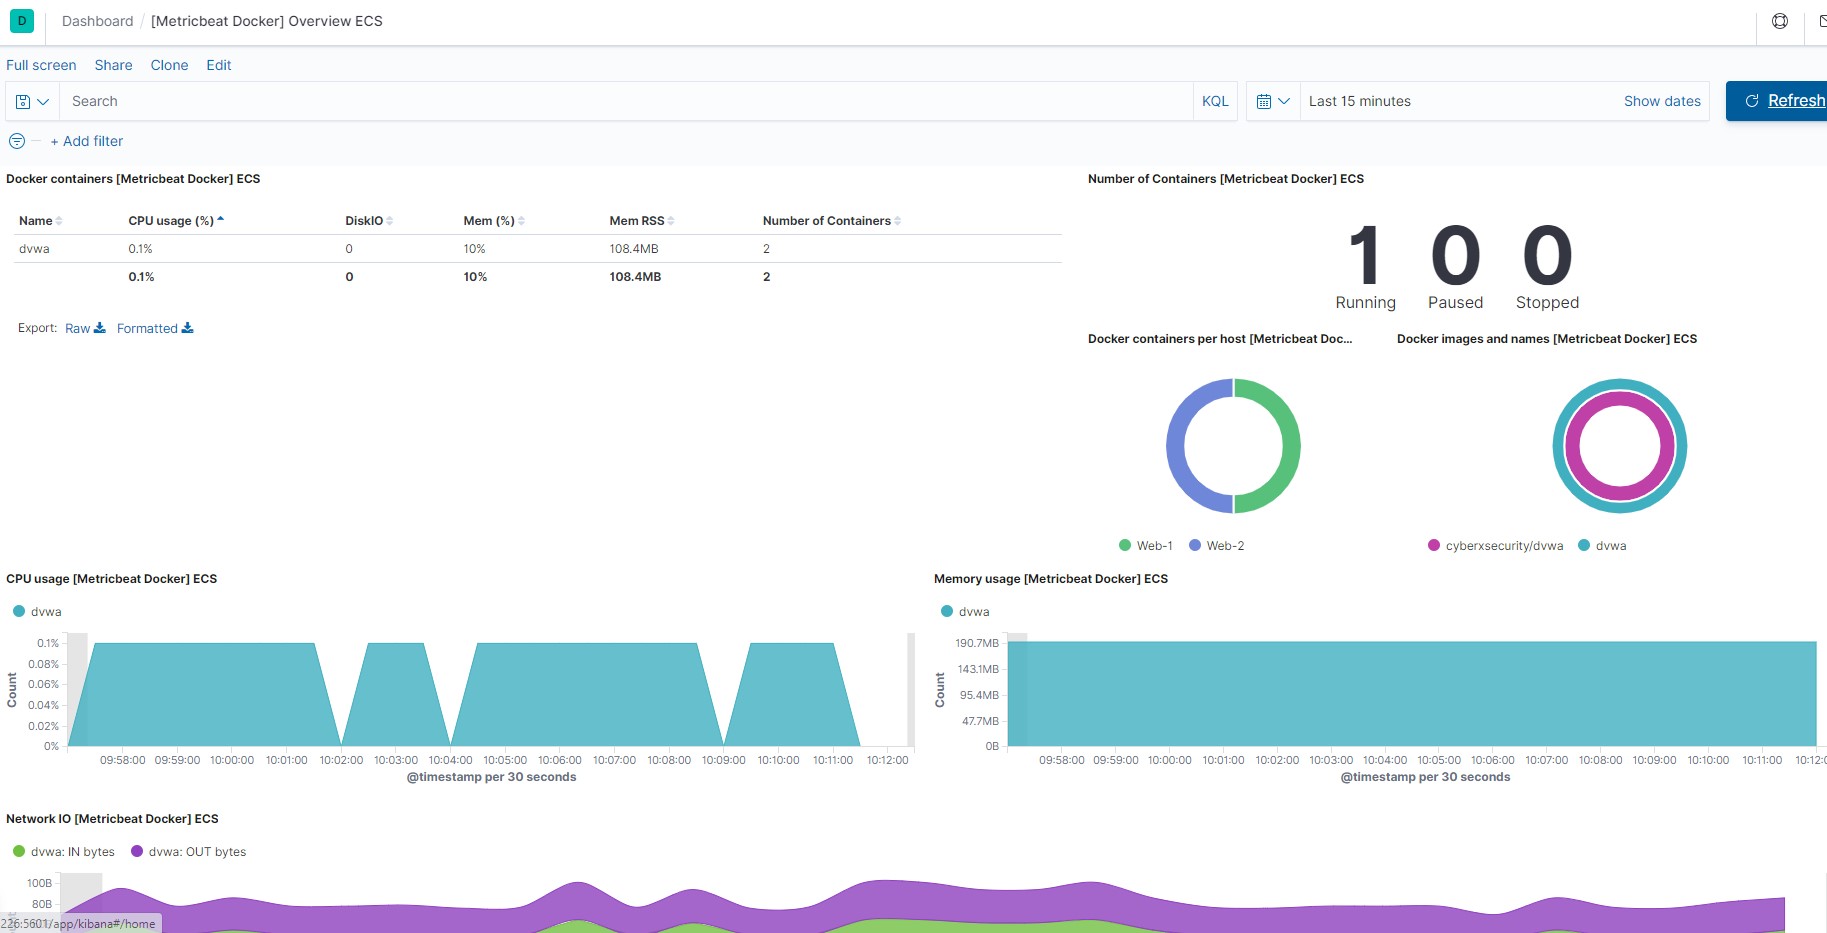 D Dashboard / [Metricbeat Docker] Overview ECS
Full screen Share Clone Edit
Search KQL Last 15 minutes Show dates Refresh
+ Add filter
Docker containers [Metricbeat Docker] ECS
Name CPU usage (%) DiskIO Mem (%) Mem RSS Number of Containers
dvwa 0.1% 0 10% 108.4MB 2
0.1% 0 10% 108.4MB 2
Export: Raw Formatted
Number of Containers [Metricbeat Docker] ECS
1 0 0
Running Paused Stopped
Docker containers per host [Metricbeat Doc...
Web-1 Web-2
Docker images and names [Metricbeat Docker] ECS
cyberxsecurity/dvwa dvwa
CPU usage [Metricbeat Docker] ECS
dvwa
Count
0.1%
0.08%
0.06%
0.04%
0.02%
0%
09:58:00 09:59:00 10:00:00 10:01:00 10:02:00 10:03:00 10:04:00 10:05:00 10:06:00 10:07:00 10:08:00 10:09:00 10:10:00 10:11:00 10:12:00
@timestamp per 30 seconds
Memory usage [Metricbeat Docker] ECS
dvwa
Count
190.7MB
143.1MB
95.4MB
47.7MB
0B
09:58:00 09:59:00 10:00:00 10:01:00 10:02:00 10:03:00 10:04:00 10:05:00 10:06:00 10:07:00 10:08:00 10:09:00 10:10:00 10:11:00 10:12:0
@timestamp per 30 seconds
Network IO [Metricbeat Docker] ECS
dvwa: IN bytes dvwa: OUT bytes
100B
80B
226:5601/app/kibana#/home